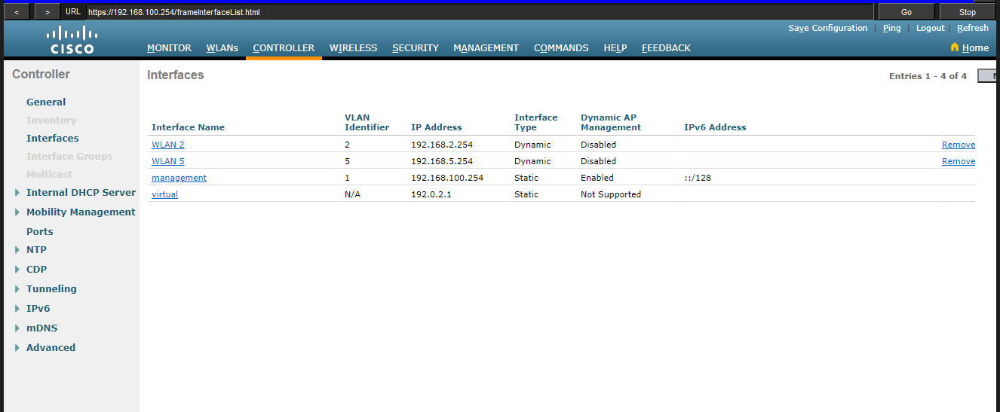 < > URL https://192.168.100.254/frameInterfaceList.html Go Stop
Save Configuration | Ping | Logout | Refresh
CISCO MONITOR WLANs CONTROLLER WIRELESS SECURITY MANAGEMENT COMMANDS HELP FEEDBACK Home
Controller
General
Inventory
Interfaces
Interface Groups
Multicast
Internal DHCP Server
Mobility Management
Ports
NTP
CDP
Tunneling
IPv6
mDNS
Advanced
Interfaces Entries 1 - 4 of 4
Interface Name VLAN Identifier IP Address Interface Type Dynamic AP Management IPv6 Address
WLAN 2 2 192.168.2.254 Dynamic Disabled Remove
WLAN 5 5 192.168.5.254 Dynamic Disabled Remove
management 1 192.168.100.254 Static Enabled ::/128
virtual N/A 192.0.2.1 Static Not Supported